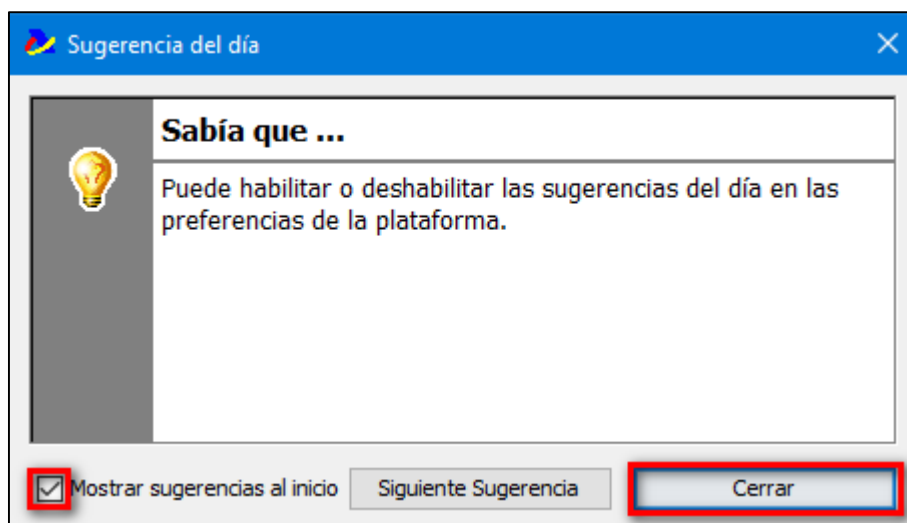 Sugerencia del día
Sabía que ...
Puede habilitar o deshabilitar las sugerencias del día en las
preferencias de la plataforma.
Mostrar sugerencias al inicio
Siguiente Sugerencia
Cerrar